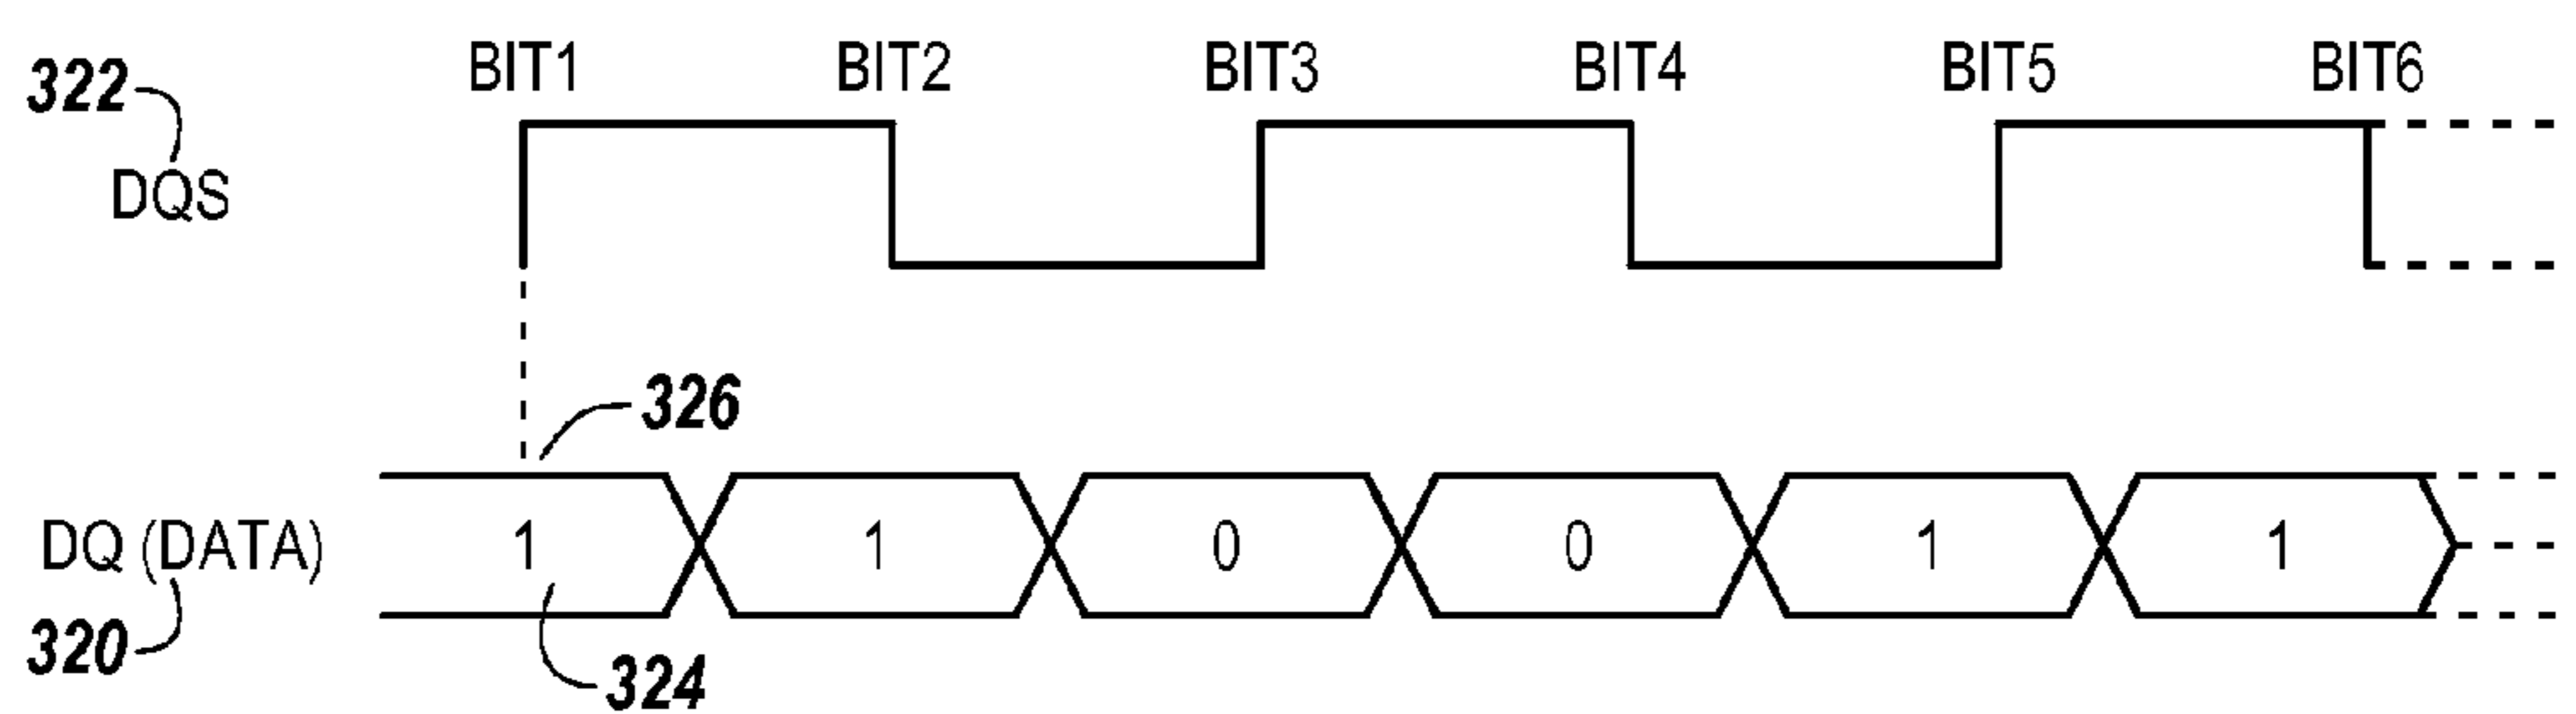 BIT1 BIT2 BIT3 BIT4 BIT5 BIT6
322
DQS
326
DQ (DATA) 1 1 0 0 1 1
320 324